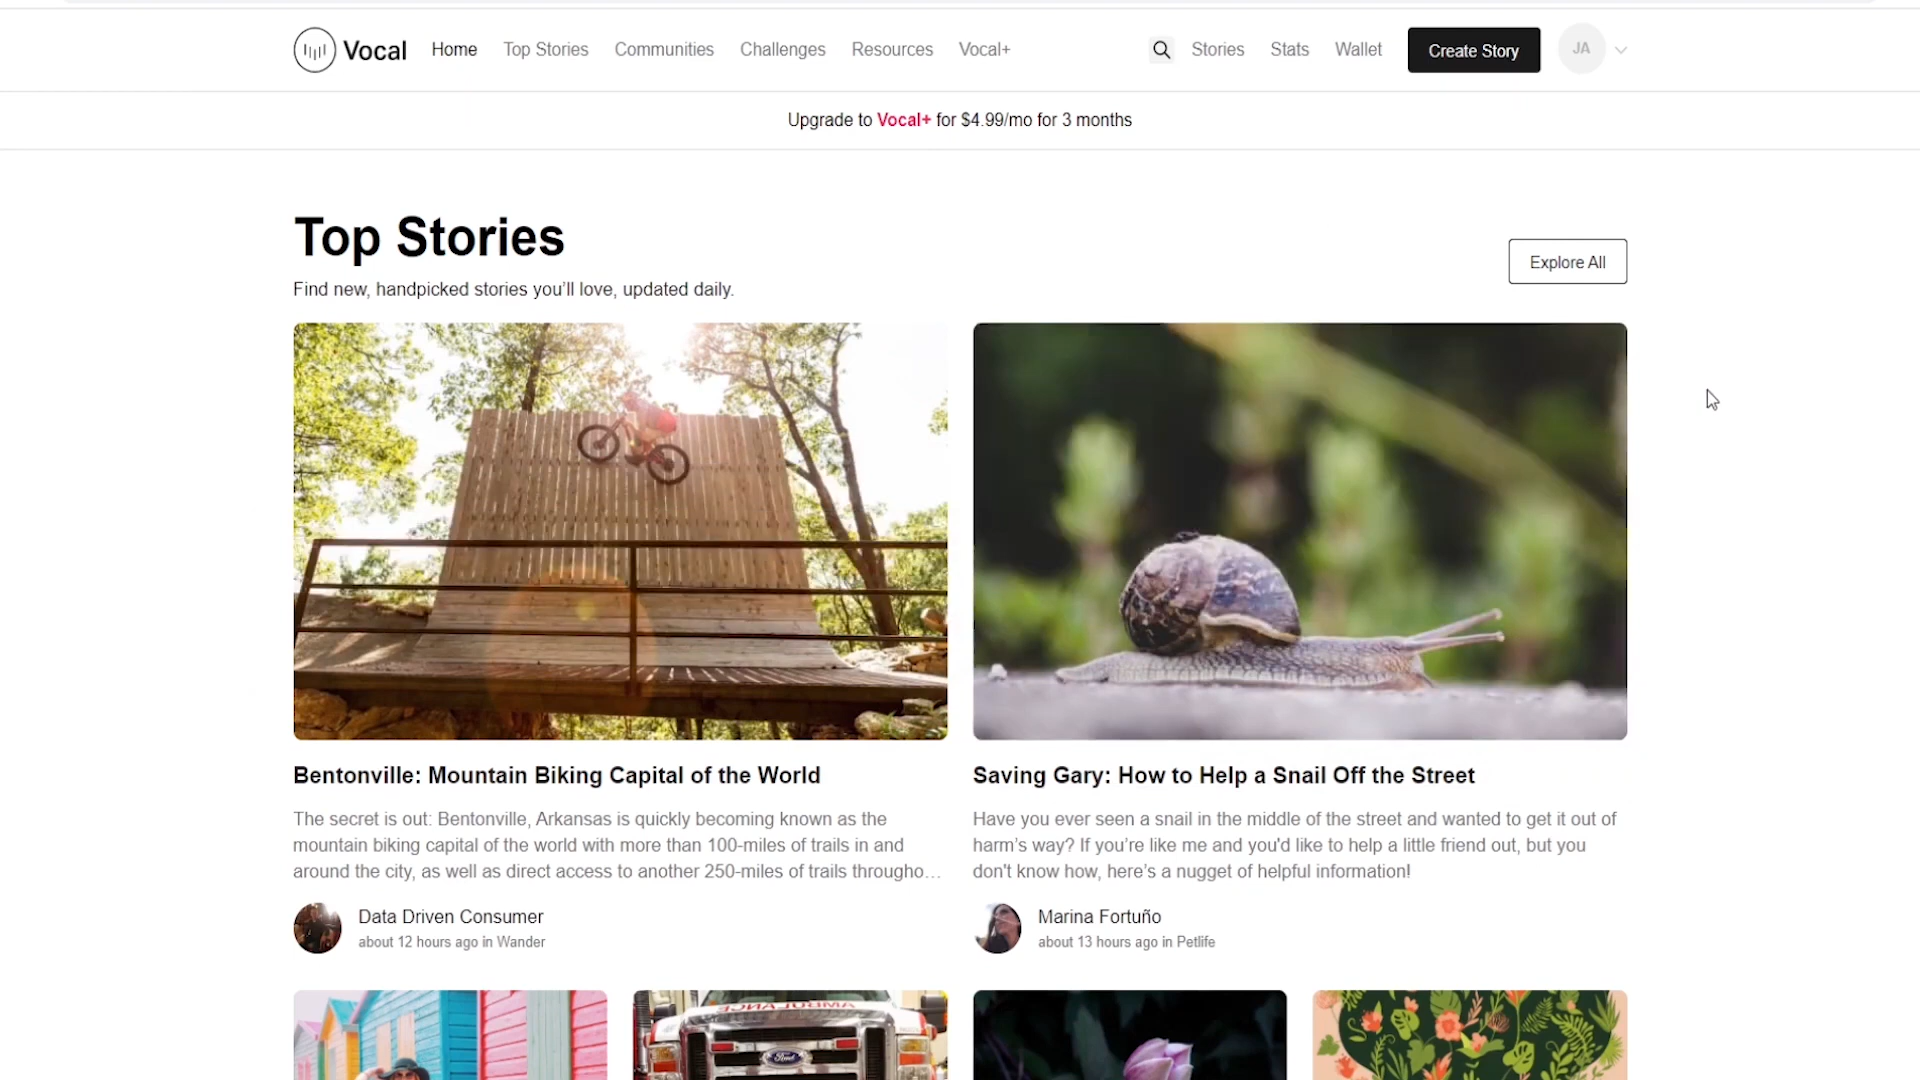 Vocal Home Top Stories Communities Challenges Resources Vocal+ Stories Stats Wallet Create Story JA
Upgrade to Vocal+ for $4.99/mo for 3 months
Top Stories
Explore All
Find new, handpicked stories you’ll love, updated daily.
Bentonville: Mountain Biking Capital of the World
The secret is out: Bentonville, Arkansas is quickly becoming known as the
mountain biking capital of the world with more than 100-miles of trails in and
around the city, as well as direct access to another 250-miles of trails througho…
Data Driven Consumer
about 12 hours ago in Wander
Saving Gary: How to Help a Snail Off the Street
Have you ever seen a snail in the middle of the street and wanted to get it out of
harm’s way? If you’re like me and you'd like to help a little friend out, but you
don't know how, here’s a nugget of helpful information!
Marina Fortuño
about 13 hours ago in Petlife
AMBULANCE
Ford